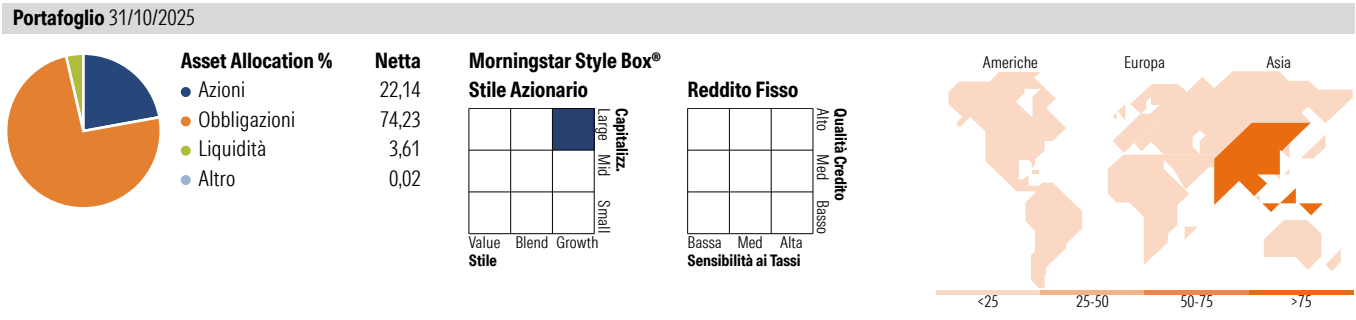 Portafoglio 31/10/2025
Asset Allocation % Netta
Azioni 22,14
Obbligazioni 74,23
Liquidità 3,61
Altro 0,02
Morningstar Style Box®
Stile Azionario
Large Mid Small
Capitalizz.
Value Blend Growth
Stile
Reddito Fisso
Alto Med Basso
Qualità Credito
Bassa Med Alta
Sensibilità ai Tassi
Americhe Europa Asia
<25 25-50 50-75 >75